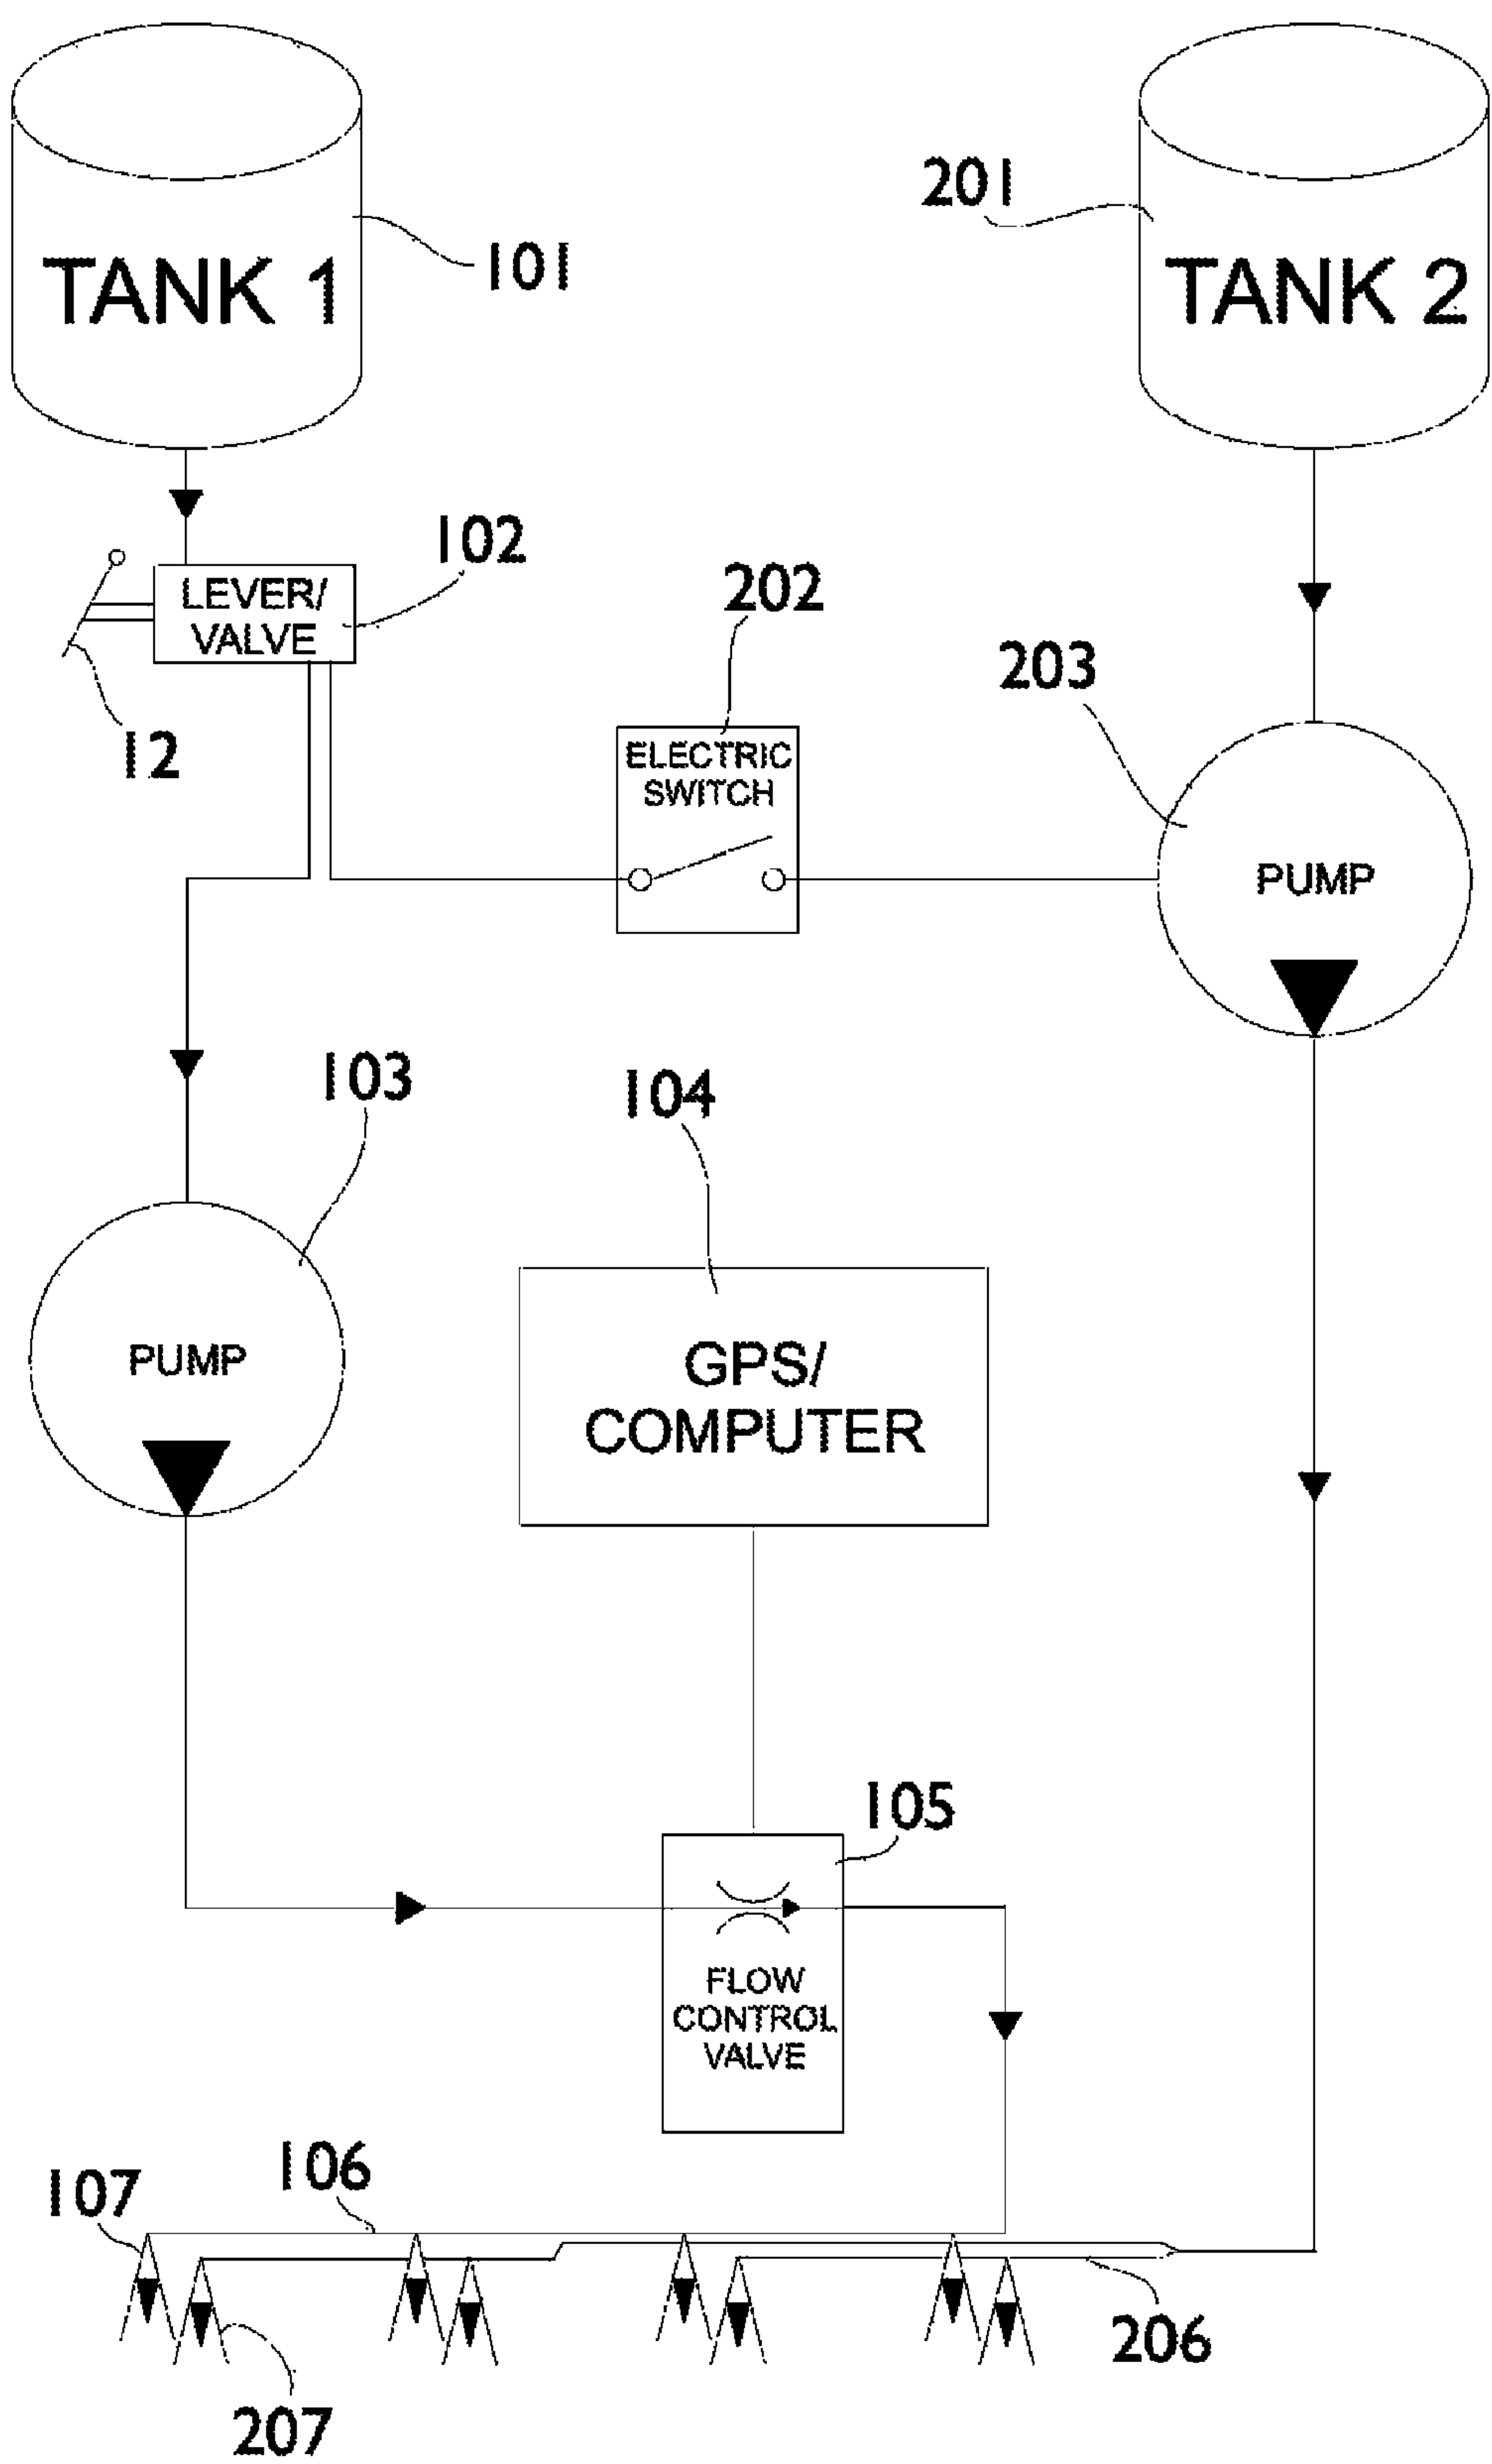 TANK 1
101
201
TANK 2
102
LEVER/
VALVE
12
202
ELECTRIC
SWITCH
203
PUMP
103
PUMP
104
GPS/
COMPUTER
105
FLOW
CONTROL
VALVE
106
107
206
207